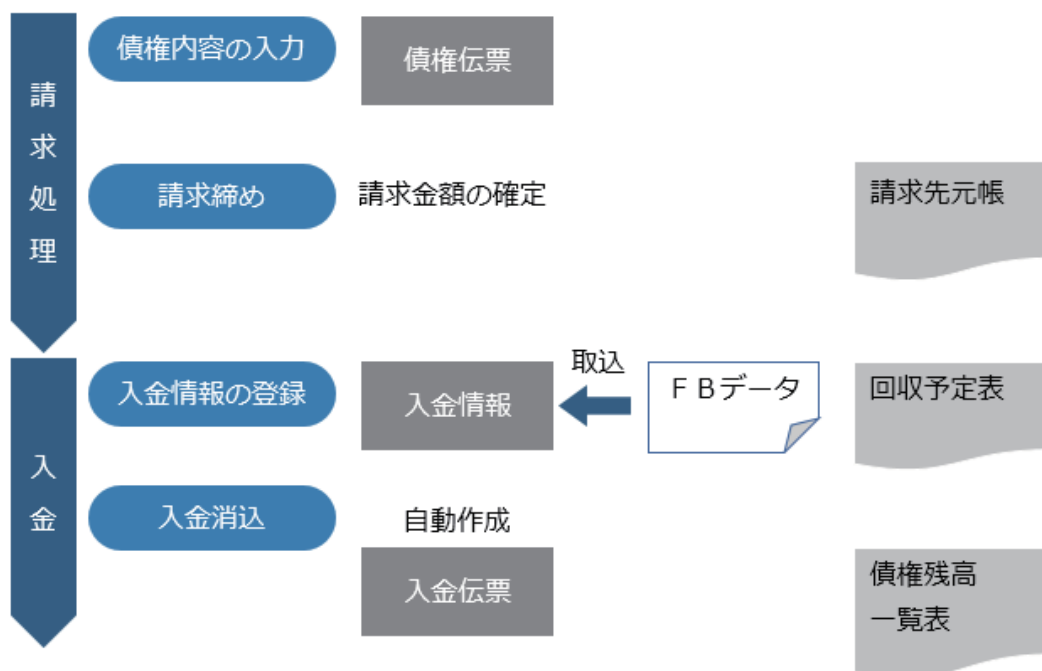 請求処理
債権内容の入力
債権伝票
請求締め
請求金額の確定
請求先元帳
入金
入金情報の登録
入金情報
取込
ＦＢデータ
回収予定表
入金消込
自動作成
入金伝票
債権残高
一覧表